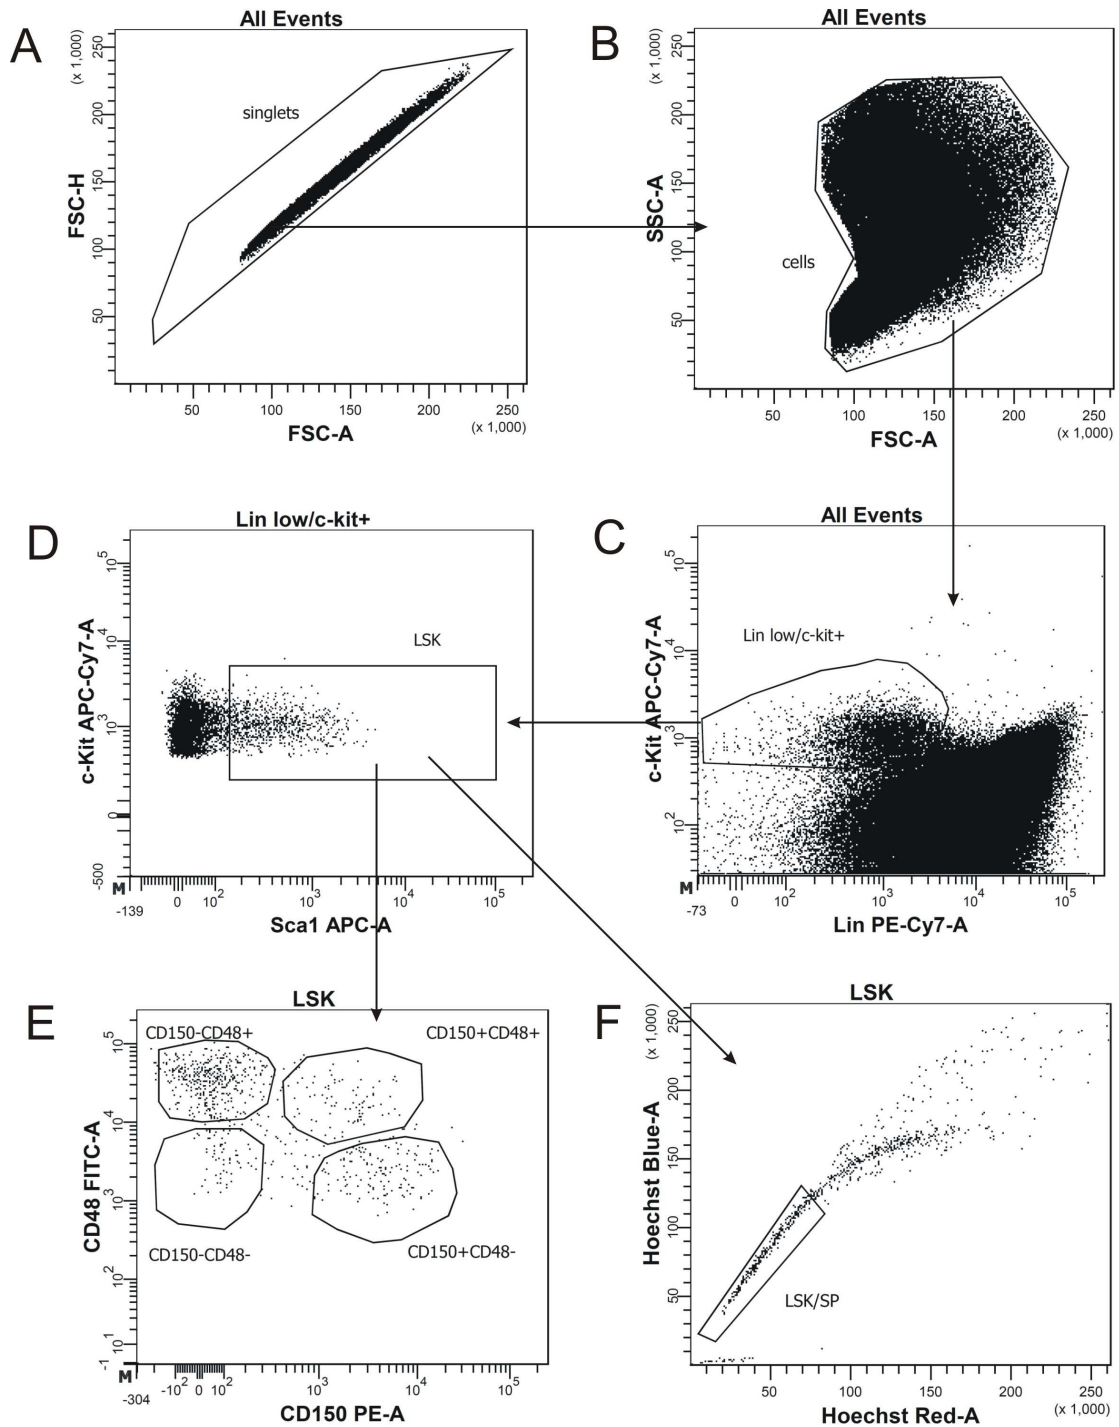 A
All Events
(x 1,000)
250
200
150
100
50
FSC-H
singlets
50 100 150 200 250
(x 1,000)
FSC-A
B
All Events
(x 1,000)
250
200
150
100
50
SSC-A
cells
50 100 150 200 250
(x 1,000)
FSC-A
D
Lin low/c-kit+
10^5
10^4
10^3
0
-500
c-Kit APC-Cy7-A
LSK
M
-139 0 10^2 10^3 10^4 10^5
Sca1 APC-A
C
All Events
10^5
10^4
10^3
10^2
c-Kit APC-Cy7-A
Lin low/c-kit+
M
-73 0 10^2 10^3 10^4 10^5
Lin PE-Cy7-A
E
LSK
CD150-CD48+
CD150+CD48+
10^5
10^4
10^3
10^2
10^1
-1
CD48 FITC-A
CD150-CD48-
CD150+CD48-
M
-304 -10^2 0 10^2 10^3 10^4 10^5
CD150 PE-A
F
LSK
(x 1,000)
250
200
150
100
50
Hoechst Blue-A
LSK/SP
50 100 150 200 250
(x 1,000)
Hoechst Red-A